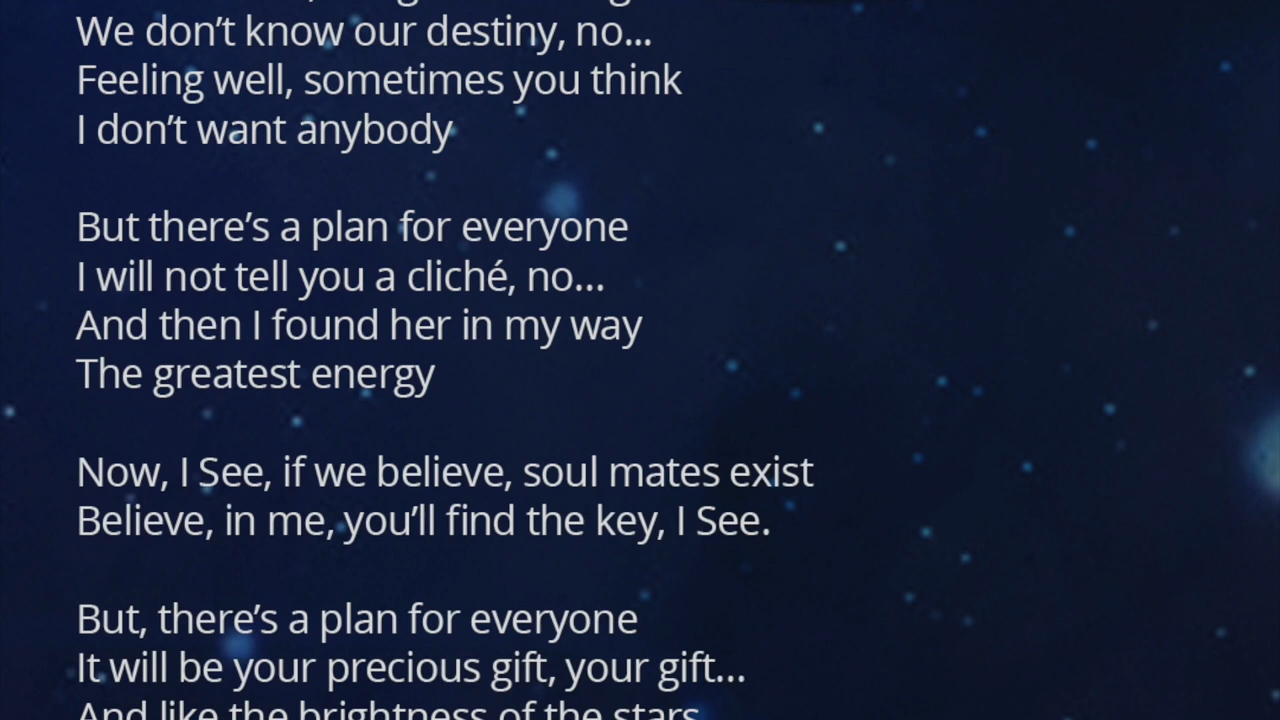 We don't know our destiny, no...
Feeling well, sometimes you think
I don't want anybody
But there's a plan for everyone
I will not tell you a cliché, no...
And then I found her in my way
The greatest energy
Now, I See, if we believe, soul mates exist
Believe, in me, you'll find the key, I See.
But, there's a plan for everyone
It will be your precious gift, your gift...
And like the brightness of the stars